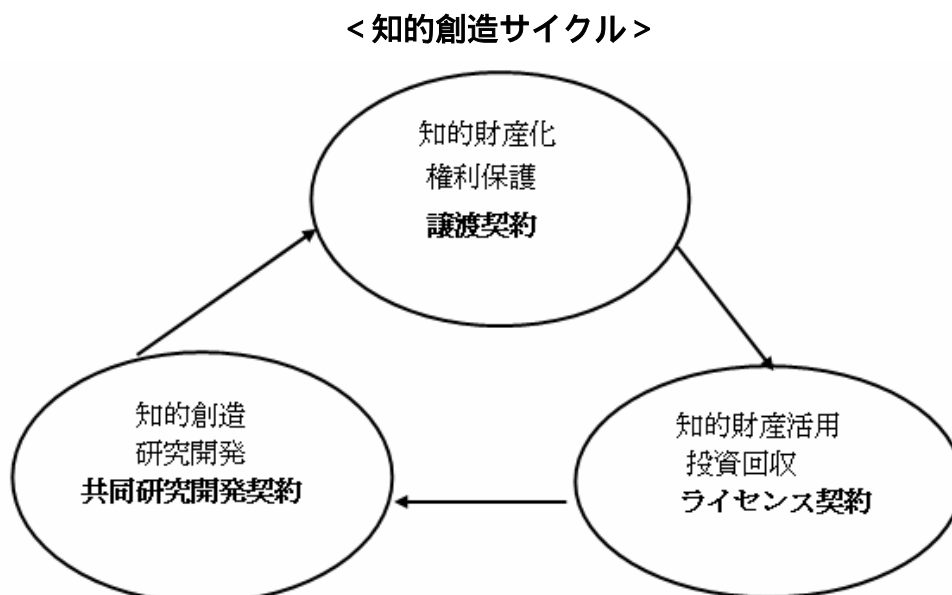 ＜知的創造サイクル＞
知的財産化
権利保護
譲渡契約
知的創造
研究開発
共同研究開発契約
知的財産活用
投資回収
ライセンス契約